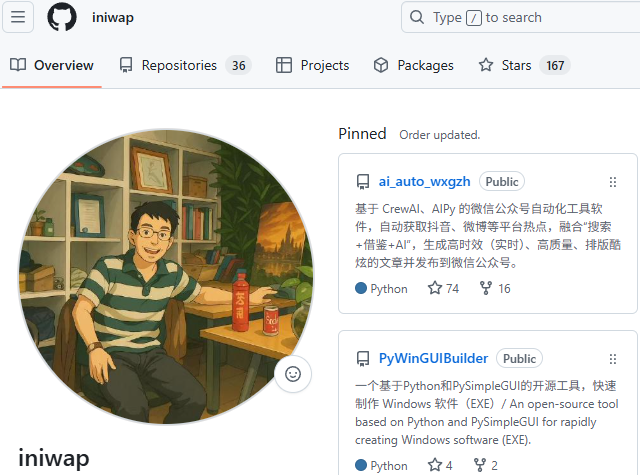 iniwap
Type / to search
Overview
Repositories 36
Projects
Packages
Stars 167
Pinned
Order updated.
ai_auto_wxgzh Public
基于 CrewAI、AIPy 的微信公众号自动化工具软
件，自动获取抖音、微博等平台热点，融合“搜索
+借鉴+AI”，生成高时效（实时）、高质量、排版酷
炫的文章并发布到微信公众号。
Python 74 16
PyWinGUIBuilder Public
一个基于Python和PySimpleGUI的开源工具，快速
制作 Windows 软件（EXE）/ An open-source tool
based on Python and PySimpleGUI for rapidly
creating Windows software (EXE).
Python 4 2
iniwap